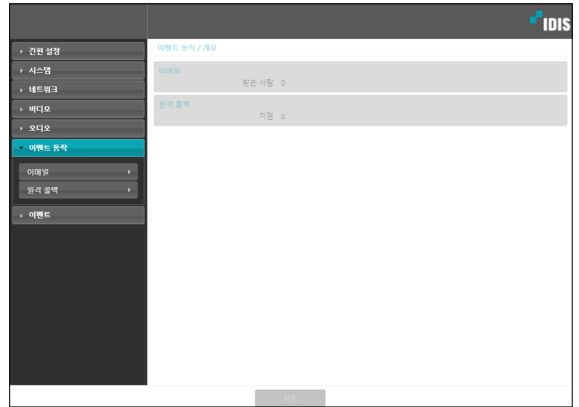 IDIS
간편 설정
시스템
네트워크
비디오
오디오
이벤트 동작
이메일
원격 콜백
이벤트
이벤트 동작 / 개요
이메일
받는 사람 0
원격 콜백
지점 0
저장